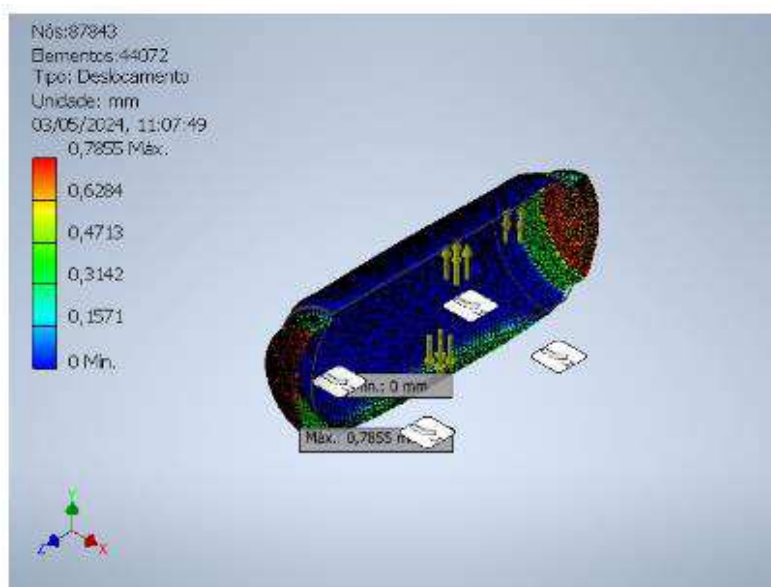 Nós:87843
Elementos:44072
Tipo: Deslocamento
Unidade: mm
03/05/2024, 11:07:49
0,7855 Máx.
0,6284
0,4713
0,3142
0,1571
0 Mín.
: 0 mm
Máx.: 0,7855
Y
Z
X